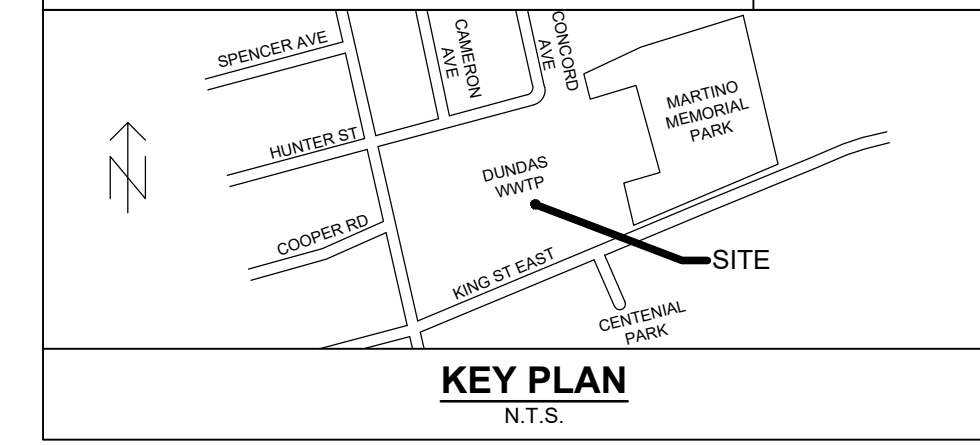 SPENCER AVE
CAMERON
AVE
CONCORD
AVE
MARTINO
MEMORIAL
PARK
N
HUNTER ST
DUNDAS
WWTP
COOPER RD
KING ST EAST
SITE
CENTENIAL
PARK
KEY PLAN
N.T.S.